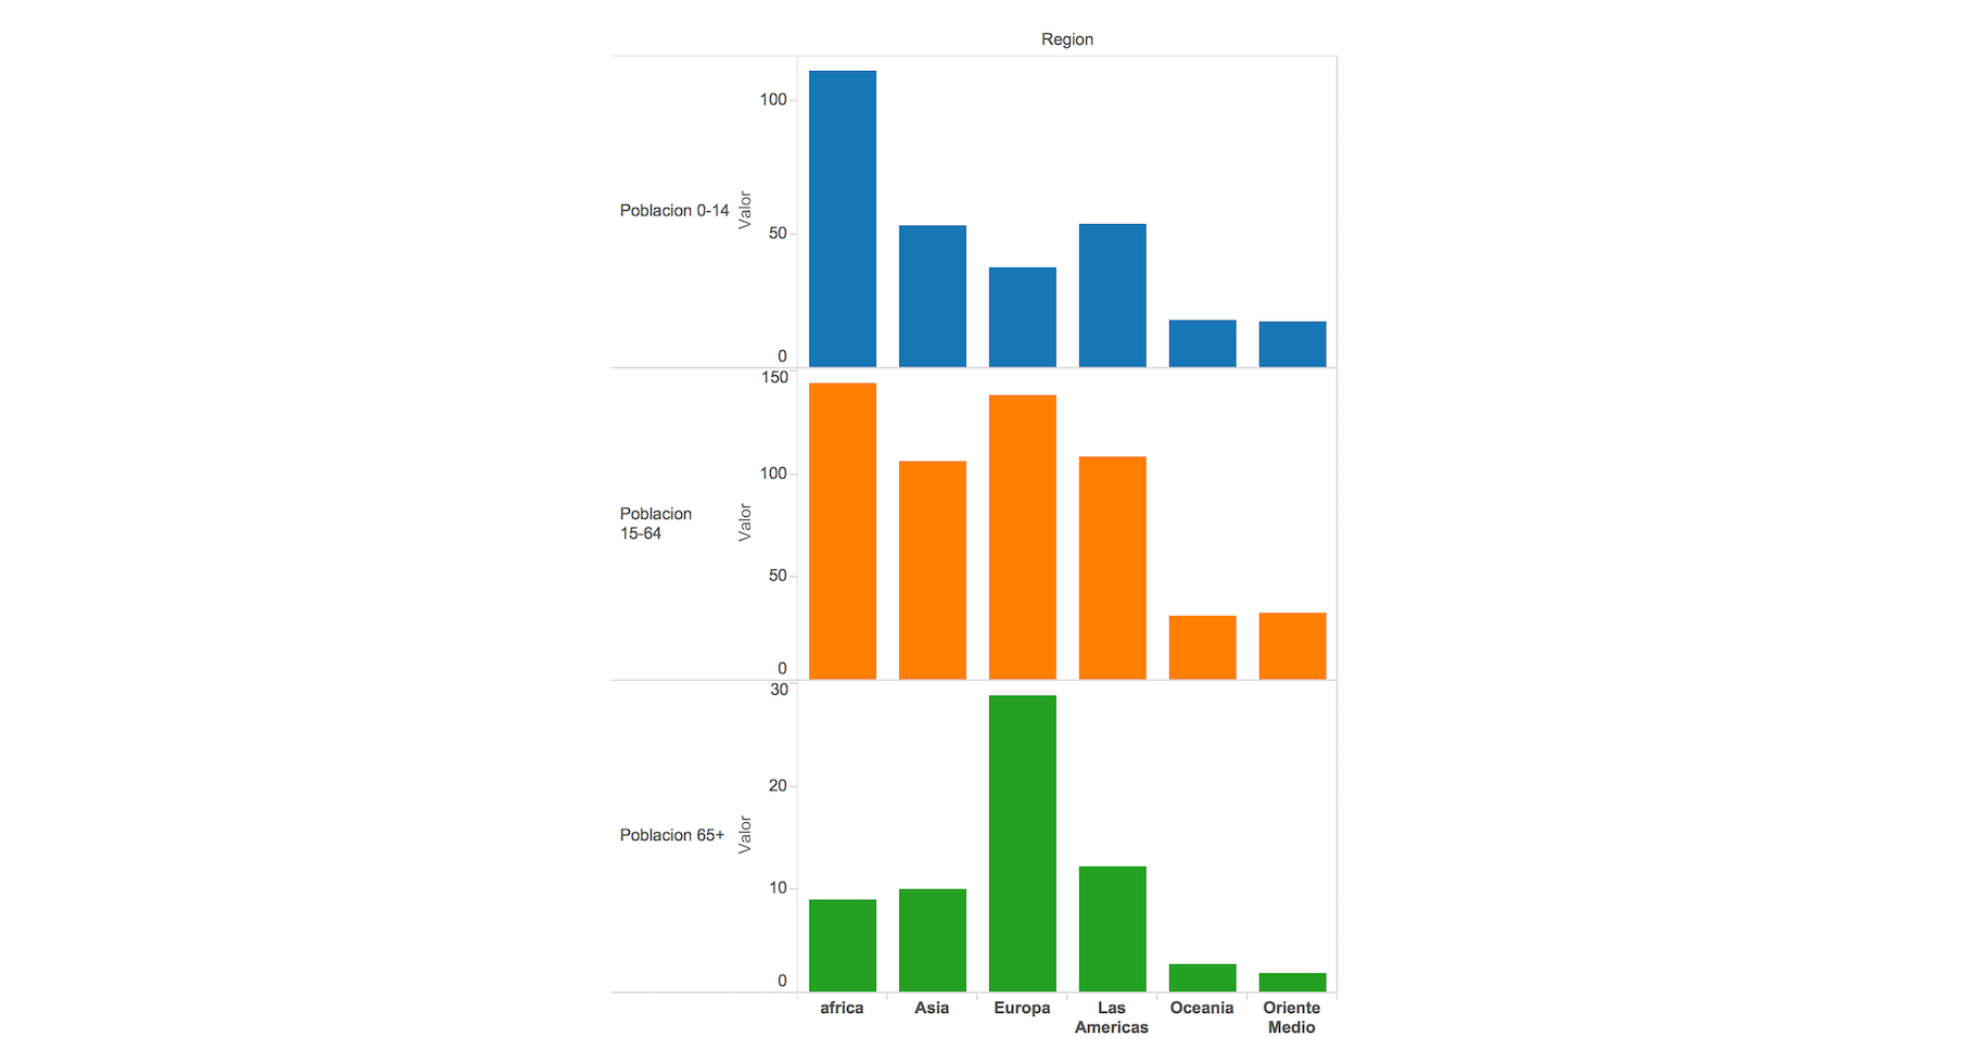 Region
100
50
0
Poblacion 0-14
Valor
150
100
50
0
Poblacion
15-64
Valor
30
20
10
0
Poblacion 65+
Valor
africa
Asia
Europa
Las
Americas
Oceania
Oriente
Medio